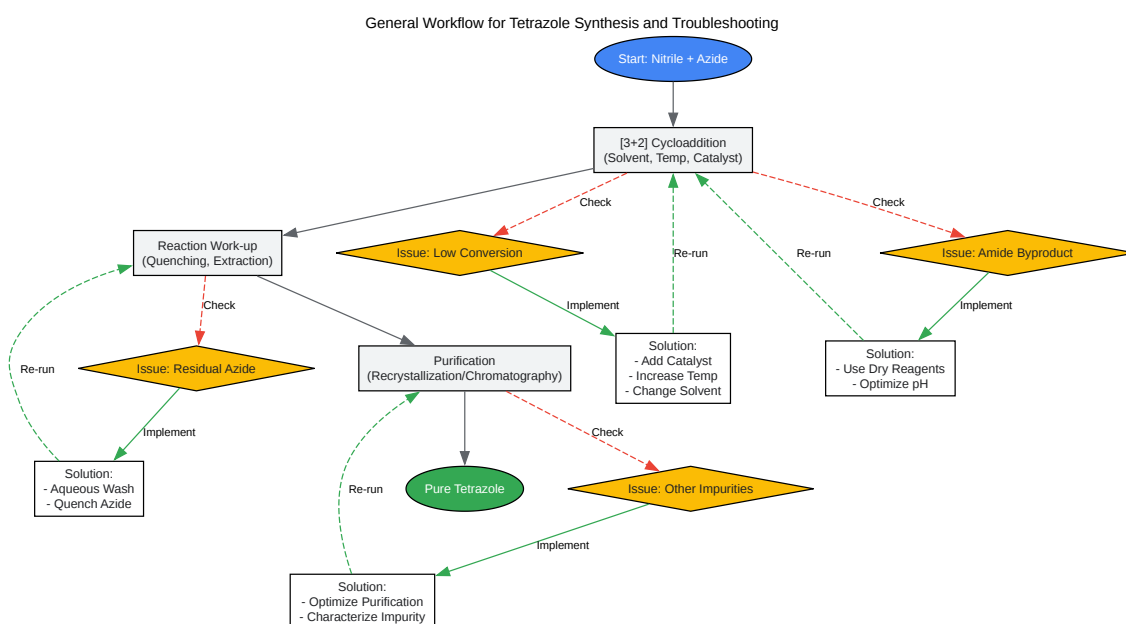 General Workflow for Tetrazole Synthesis and Troubleshooting
Start: Nitrile + Azide
[3+2] Cycloaddition
(Solvent, Temp, Catalyst)
Check
Check
Reaction Work-up
(Quenching, Extraction)
Issue: Low Conversion
Re-run
Re-run
Issue: Amide Byproduct
Check
Implement
Implement
Purification
(Recrystallization/Chromatography)
Solution:
- Add Catalyst
- Increase Temp
- Change Solvent
Solution:
- Use Dry Reagents
- Optimize pH
Re-run
Issue: Residual Azide
Implement
Check
Solution:
- Aqueous Wash
- Quench Azide
Re-run
Pure Tetrazole
Issue: Other Impurities
Implement
Solution:
- Optimize Purification
- Characterize Impurity